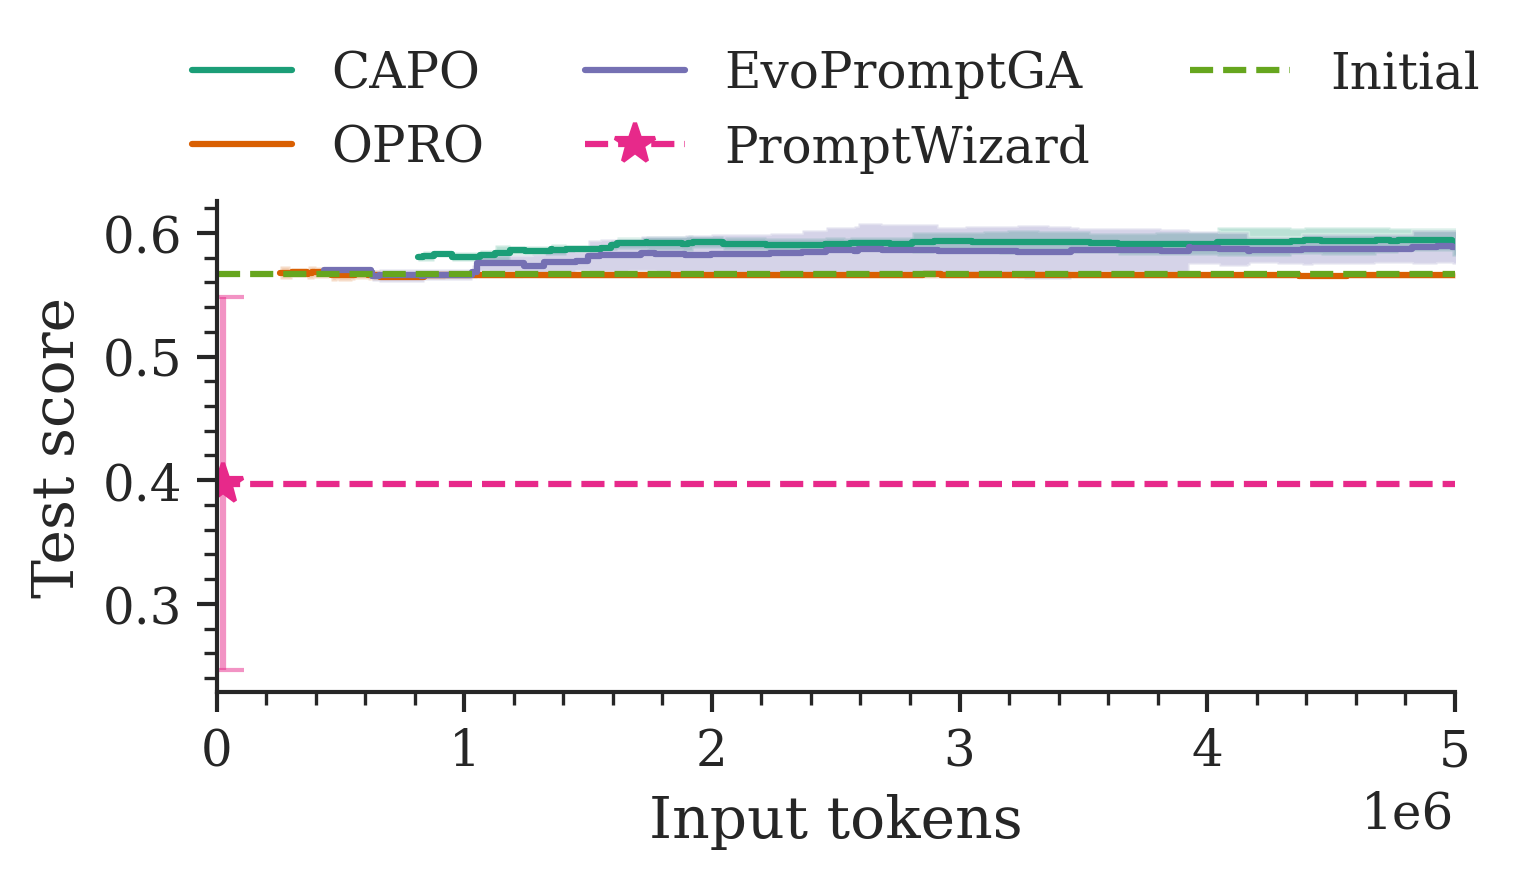 CAPO EvoPromptGA Initial
OPRO PromptWizard
0.6
0.5
0.4
0.3
Test score
0 1 2 3 4 5
Input tokens
1e6